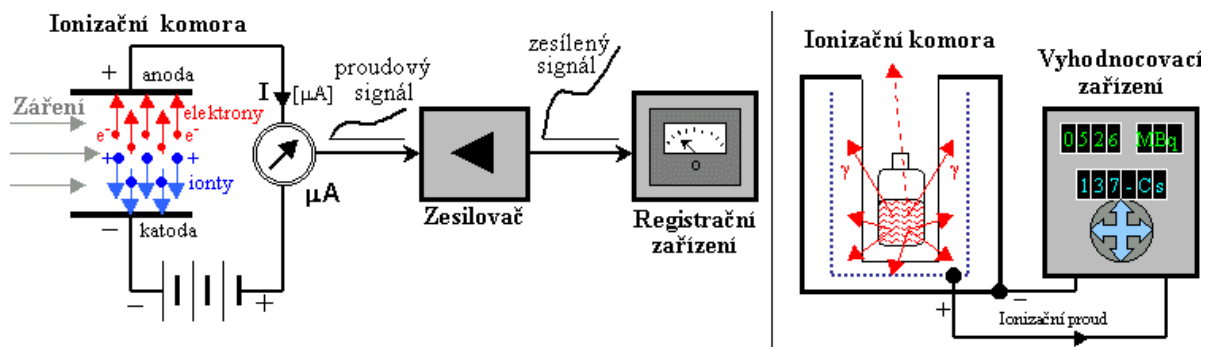 Ionizační komora
+
anoda
Záření
elektrony
e-
e-
+
+
ionty
−
katoda
−
+
I
[μA]
μA
proudový
signál
Zesilovač
zesílený
signál
Registrační
zařízení
Ionizační komora
γ
γ
+
−
Ionizační proud
Vyhodnocovací
zařízení
0526 MBq
137-Cs